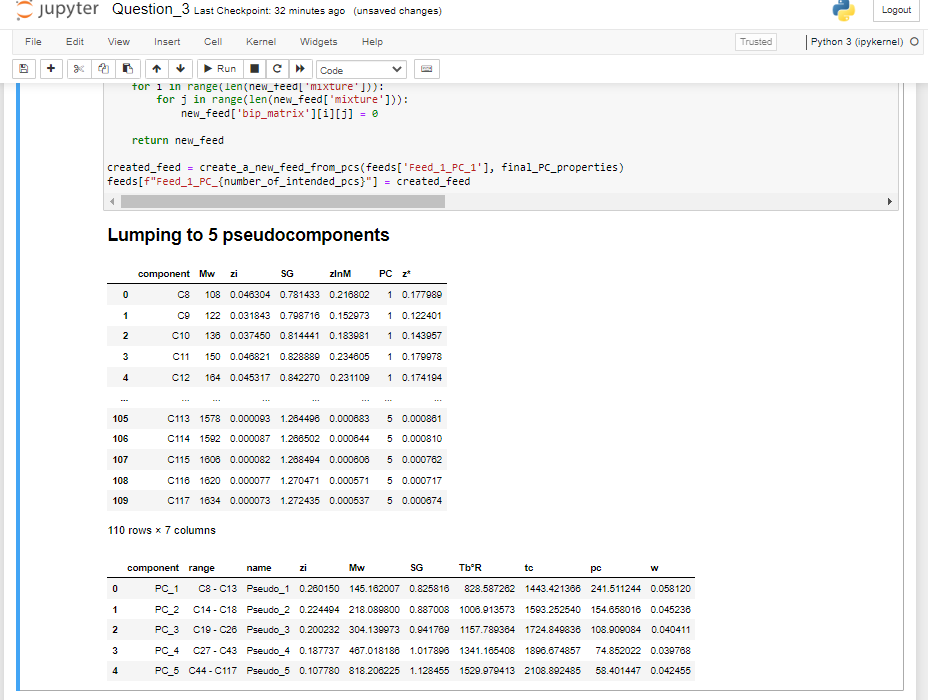 jupyter Question_3 Last Checkpoint: 32 minutes ago (unsaved changes) Logout
File Edit View Insert Cell Kernel Widgets Help Trusted Python 3 (ipykernel)
Run Code
for i in range(len(new_feed['mixture'])):
for j in range(len(new_feed['mixture'])):
new_feed['bip_matrix'][i][j] = 0
return new_feed
created_feed = create_a_new_feed_from_pcs(feeds['Feed_1_PC_1'], final_PC_properties)
feeds[f"Feed_1_PC_{number_of_intended_pcs}"] = created_feed
Lumping to 5 pseudocomponents
component Mw zi SG zlnM PC z*
0 C8 108 0.046304 0.781433 0.216802 1 0.177989
1 C9 122 0.031843 0.798716 0.152973 1 0.122401
2 C10 136 0.037450 0.814441 0.183981 1 0.143957
3 C11 150 0.046821 0.828889 0.234605 1 0.179978
4 C12 164 0.045317 0.842270 0.231109 1 0.174194
... ... ... ... ... ... ... ...
105 C113 1578 0.000093 1.264496 0.000683 5 0.000861
106 C114 1592 0.000087 1.266502 0.000644 5 0.000810
107 C115 1606 0.000082 1.268494 0.000606 5 0.000762
108 C116 1620 0.000077 1.270471 0.000571 5 0.000717
109 C117 1634 0.000073 1.272435 0.000537 5 0.000674
110 rows × 7 columns
component range name zi Mw SG Tb°R tc pc w
0 PC_1 C8 - C13 Pseudo_1 0.260150 145.162007 0.825816 828.587262 1443.421366 241.511244 0.058120
1 PC_2 C14 - C18 Pseudo_2 0.224494 218.089800 0.887008 1006.913573 1593.252540 154.658016 0.045236
2 PC_3 C19 - C26 Pseudo_3 0.200232 304.139973 0.941769 1157.789364 1724.849836 108.909084 0.040411
3 PC_4 C27 - C43 Pseudo_4 0.187737 467.018186 1.017896 1341.165408 1896.674857 74.852022 0.039768
4 PC_5 C44 - C117 Pseudo_5 0.107780 818.206225 1.128455 1529.979413 2108.892485 58.401447 0.042455